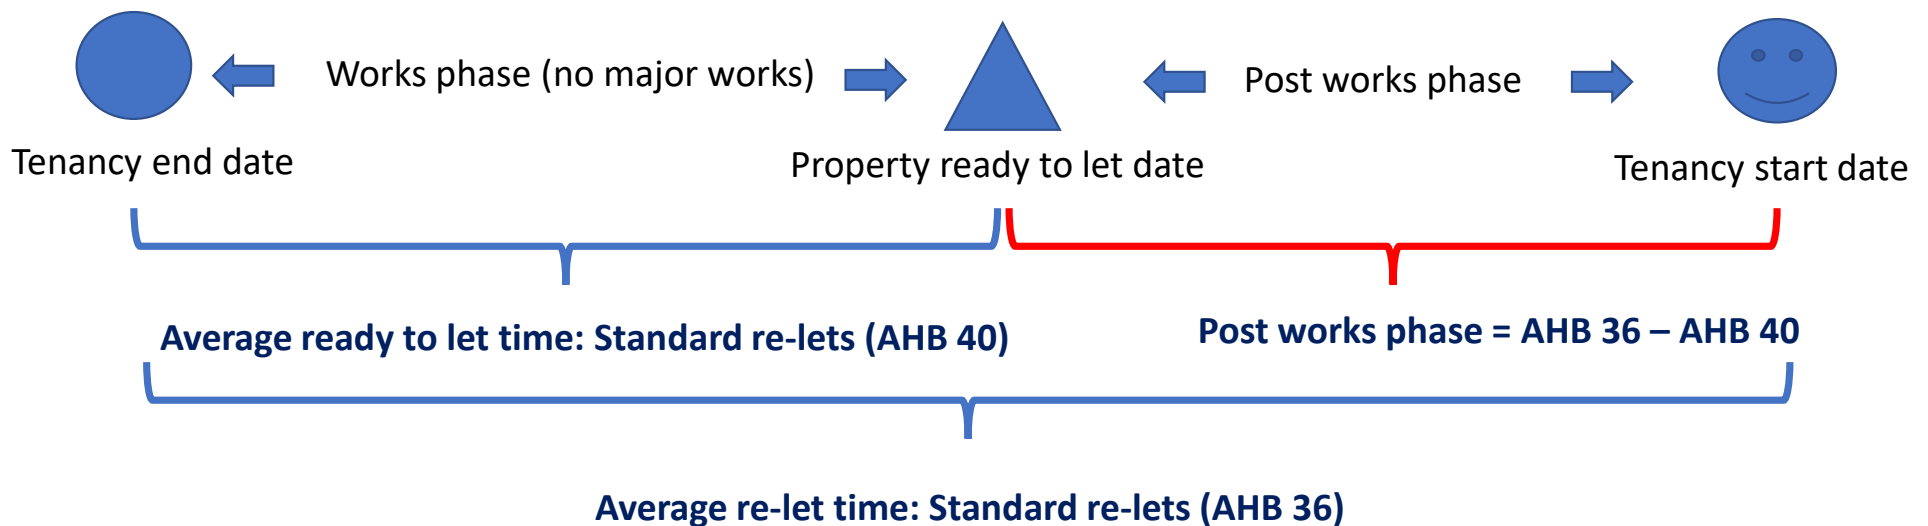 Works phase (no major works)
Post works phase
Tenancy end date
Property ready to let date
Tenancy start date
Average ready to let time: Standard re-lets (AHB 40)
Post works phase = AHB 36 – AHB 40
Average re-let time: Standard re-lets (AHB 36)